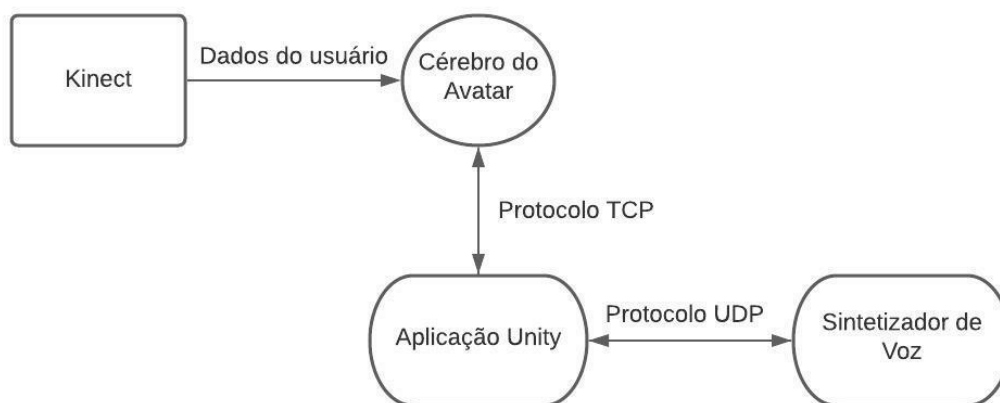 Kinect
Dados do usuário
Cérebro do
Avatar
Protocolo TCP
Aplicação Unity
Protocolo UDP
Sintetizador de
Voz